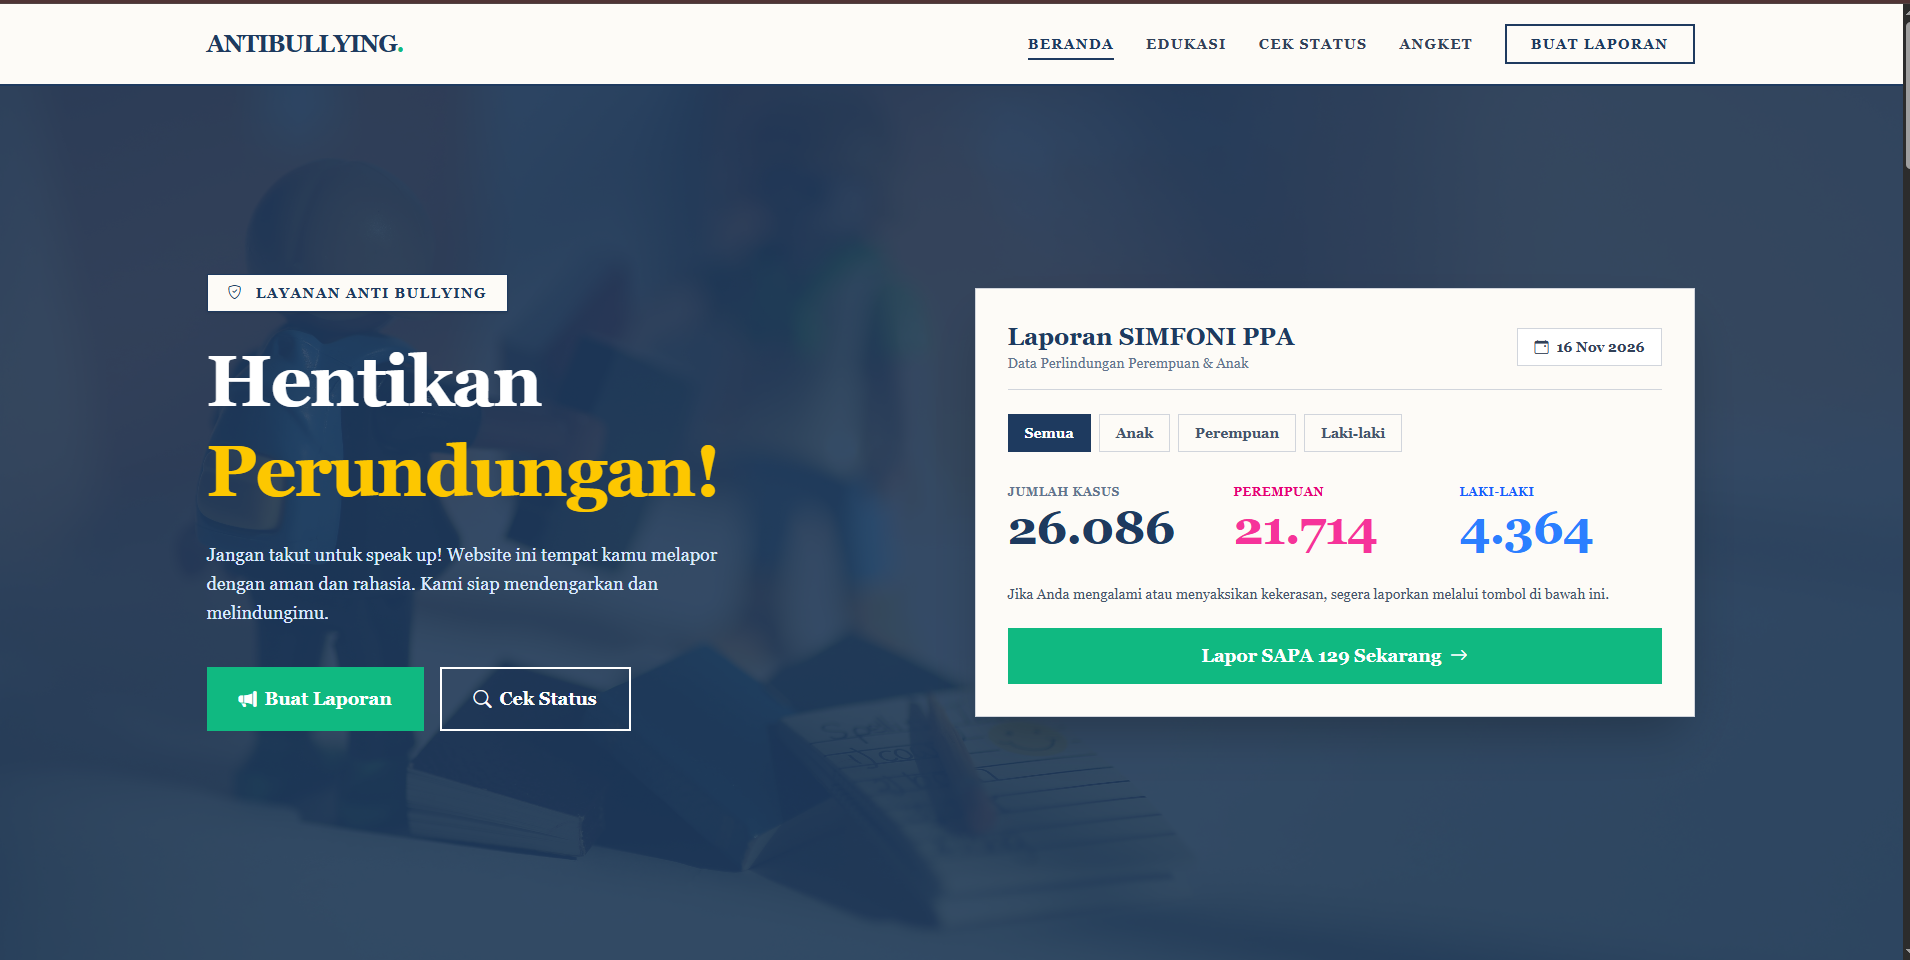 ANTIBULLYING.
BERANDA
EDUKASI
CEK STATUS
ANGKET
BUAT LAPORAN
LAYANAN ANTI BULLYING
Hentikan
Perundungan!
Jangan takut untuk speak up! Website ini tempat kamu melapor
dengan aman dan rahasia. Kami siap mendengarkan dan
melindungimu.
Buat Laporan
Cek Status
Laporan SIMFONI PPA
Data Perlindungan Perempuan & Anak
16 Nov 2026
Semua
Anak
Perempuan
Laki-laki
JUMLAH KASUS
26.086
PEREMPUAN
21.714
LAKI-LAKI
4.364
Jika Anda mengalami atau menyaksikan kekerasan, segera laporkan melalui tombol di bawah ini.
Lapor SAPA 129 Sekarang →